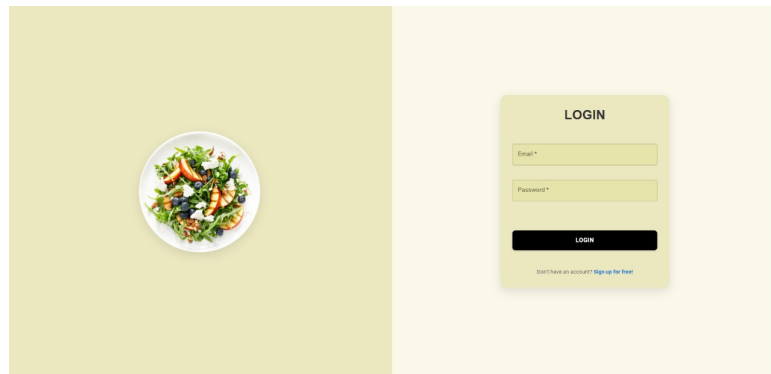 LOGIN
Email *
Password *
LOGIN
Don't have an account? Sign up for free!